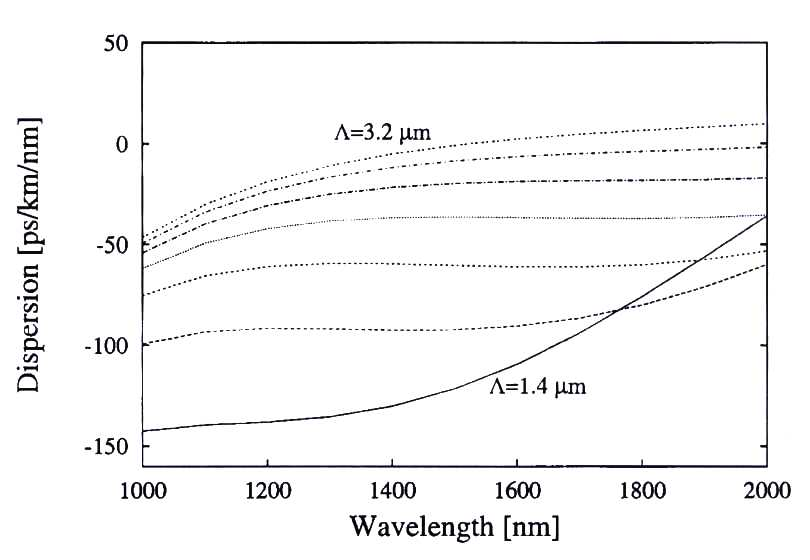 50
0
-50
-100
-150
Dispersion [ps/km/nm]
Λ=3.2 μm
Λ=1.4 μm
1000 1200 1400 1600 1800 2000
Wavelength [nm]